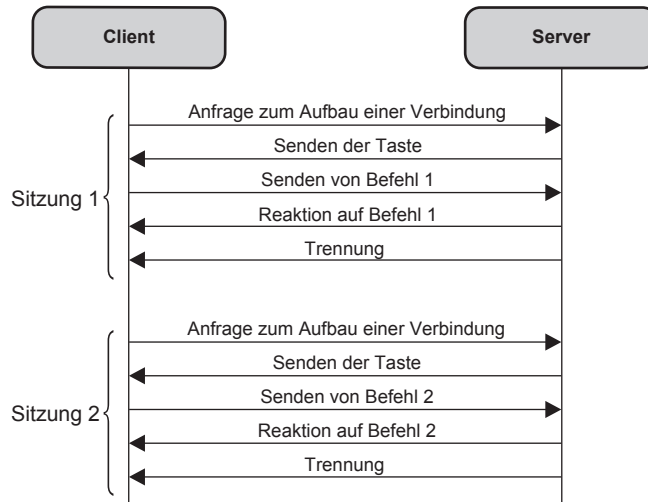 Client
Server
Anfrage zum Aufbau einer Verbindung
Senden der Taste
Sitzung 1
Senden von Befehl 1
Reaktion auf Befehl 1
Trennung
Anfrage zum Aufbau einer Verbindung
Senden der Taste
Sitzung 2
Senden von Befehl 2
Reaktion auf Befehl 2
Trennung